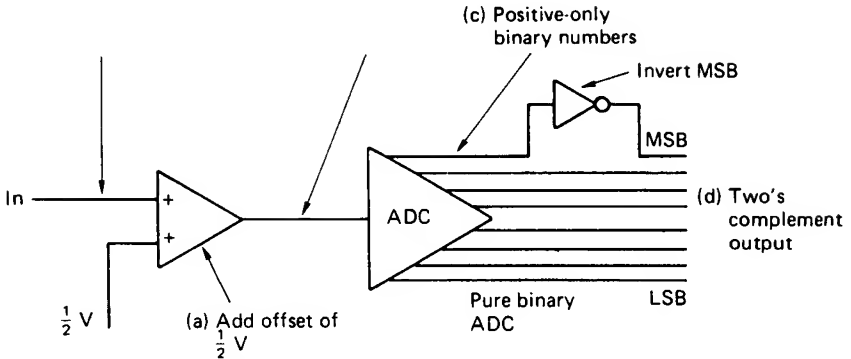 (c) Positive-only
binary numbers
Invert MSB
MSB
In
+
+
ADC
(d) Two's
complement
output
½ V
(a) Add offset of
½ V
Pure binary
ADC
LSB